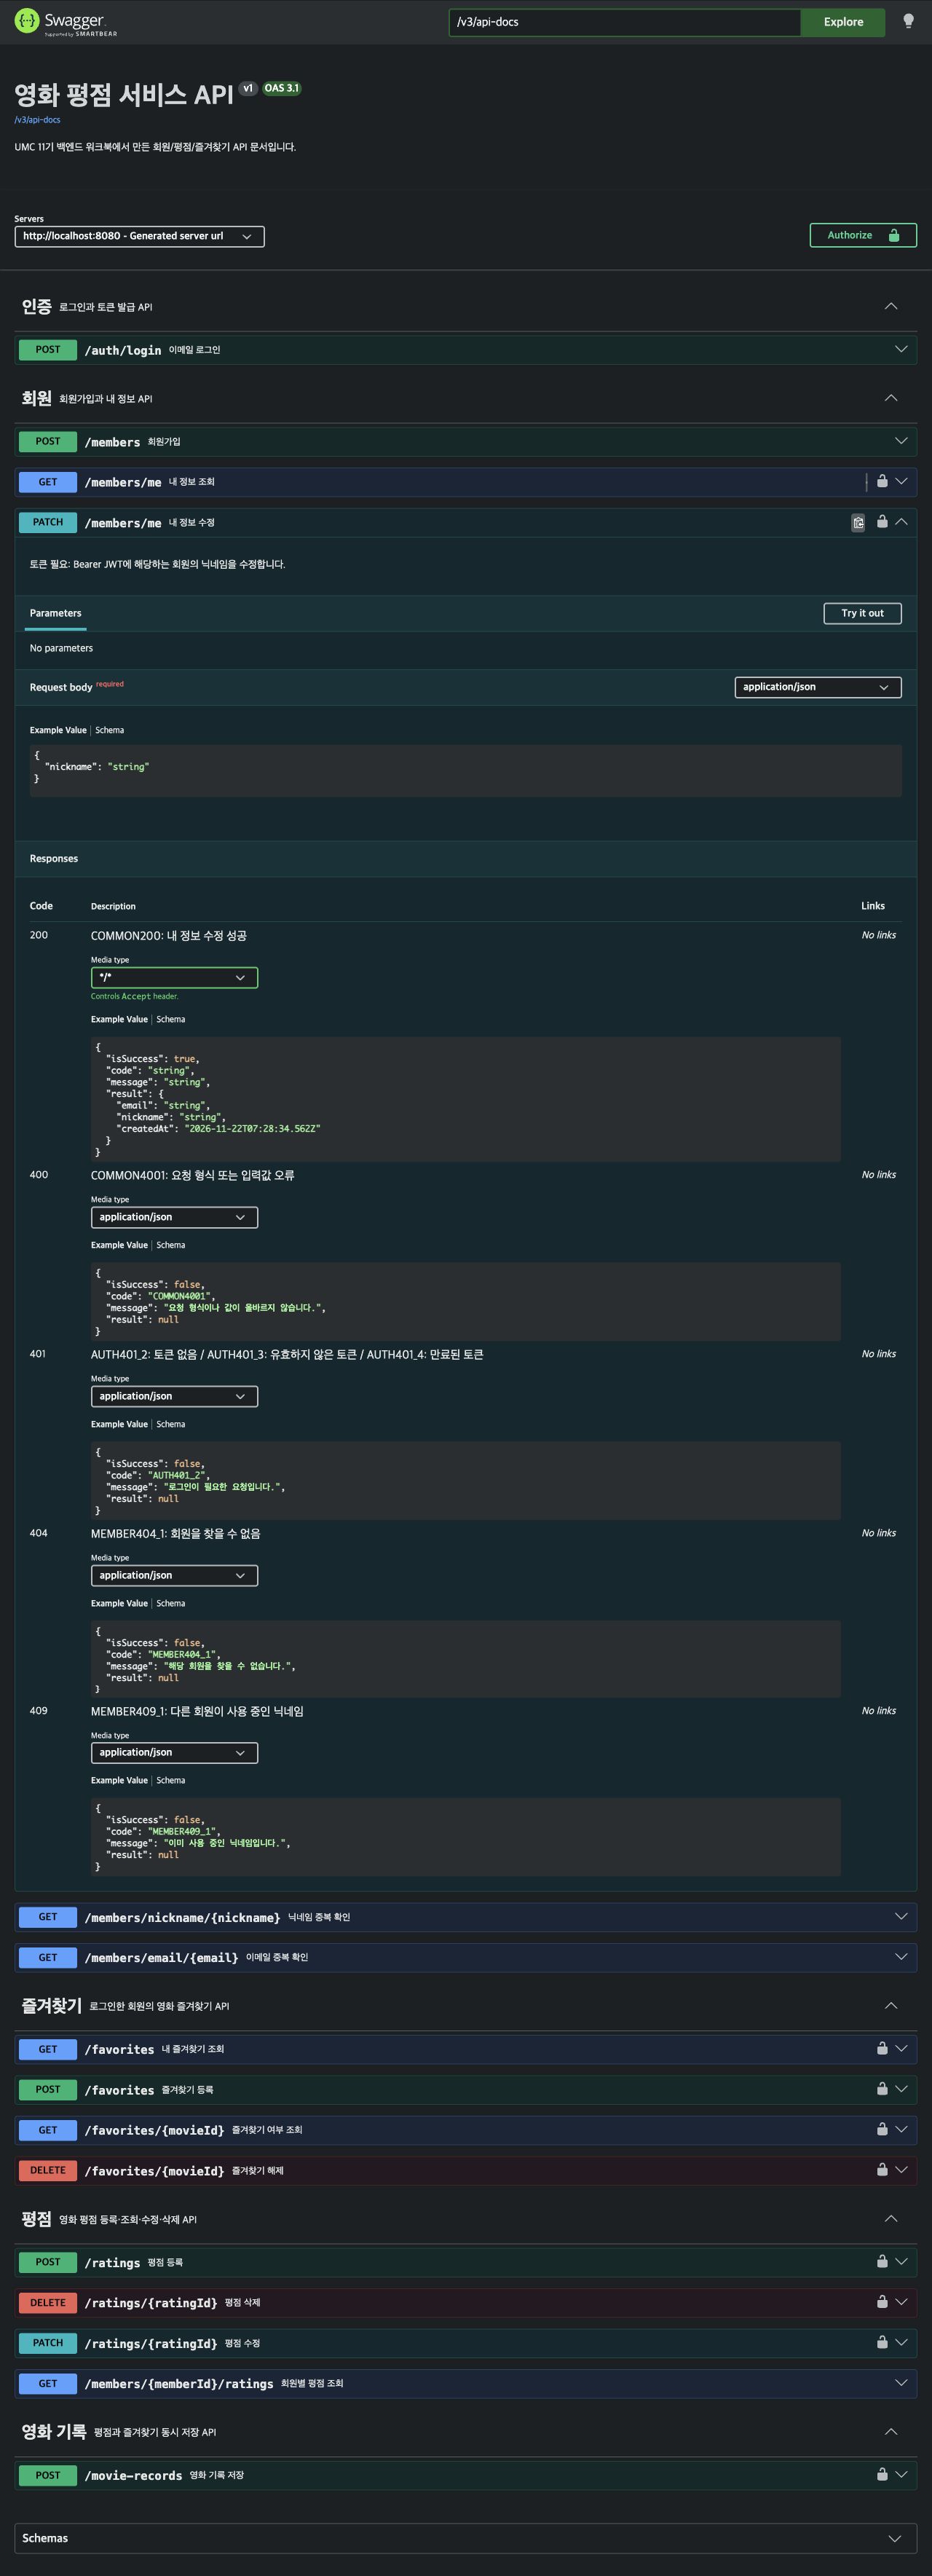 Swagger.
Supported by SMARTBEAR
/v3/api-docs
Explore
영화 평점 서비스 API v1 OAS 3.1
/v3/api-docs
UMC 11기 백엔드 워크북에서 만든 회원/평점/즐겨찾기 API 문서입니다.
Servers
http://localhost:8080 - Generated server url
Authorize
인증 로그인과 토큰 발급 API
POST /auth/login 이메일 로그인
회원 회원가입과 내 정보 API
POST /members 회원가입
GET /members/me 내 정보 조회
PATCH /members/me 내 정보 수정
토큰 필요: Bearer JWT에 해당하는 회원의 닉네임을 수정합니다.
Parameters
Try it out
No parameters
Request body required
application/json
Example Value | Schema
{
"nickname": "string"
}
Responses
Code Description Links
200 COMMON200: 내 정보 수정 성공 No links
Media type
*/*
Controls Accept header.
Example Value | Schema
{
"isSuccess": true,
"code": "string",
"message": "string",
"result": {
"email": "string",
"nickname": "string",
"createdAt": "2026-11-22T07:28:34.562Z"
}
}
400 COMMON4001: 요청 형식 또는 입력값 오류 No links
Media type
application/json
Example Value | Schema
{
"isSuccess": false,
"code": "COMMON4001",
"message": "요청 형식이나 값이 올바르지 않습니다.",
"result": null
}
401 AUTH401_2: 토큰 없음 / AUTH401_3: 유효하지 않은 토큰 / AUTH401_4: 만료된 토큰 No links
Media type
application/json
Example Value | Schema
{
"isSuccess": false,
"code": "AUTH401_2",
"message": "로그인이 필요한 요청입니다.",
"result": null
}
404 MEMBER404_1: 회원을 찾을 수 없음 No links
Media type
application/json
Example Value | Schema
{
"isSuccess": false,
"code": "MEMBER404_1",
"message": "해당 회원을 찾을 수 없습니다.",
"result": null
}
409 MEMBER409_1: 다른 회원이 사용 중인 닉네임 No links
Media type
application/json
Example Value | Schema
{
"isSuccess": false,
"code": "MEMBER409_1",
"message": "이미 사용 중인 닉네임입니다.",
"result": null
}
GET /members/nickname/{nickname} 닉네임 중복 확인
GET /members/email/{email} 이메일 중복 확인
즐겨찾기 로그인한 회원의 영화 즐겨찾기 API
GET /favorites 내 즐겨찾기 조회
POST /favorites 즐겨찾기 등록
GET /favorites/{movieId} 즐겨찾기 여부 조회
DELETE /favorites/{movieId} 즐겨찾기 해제
평점 영화 평점 등록·조회·수정·삭제 API
POST /ratings 평점 등록
DELETE /ratings/{ratingId} 평점 삭제
PATCH /ratings/{ratingId} 평점 수정
GET /members/{memberId}/ratings 회원별 평점 조회
영화 기록 평점과 즐겨찾기 동시 저장 API
POST /movie-records 영화 기록 저장
Schemas